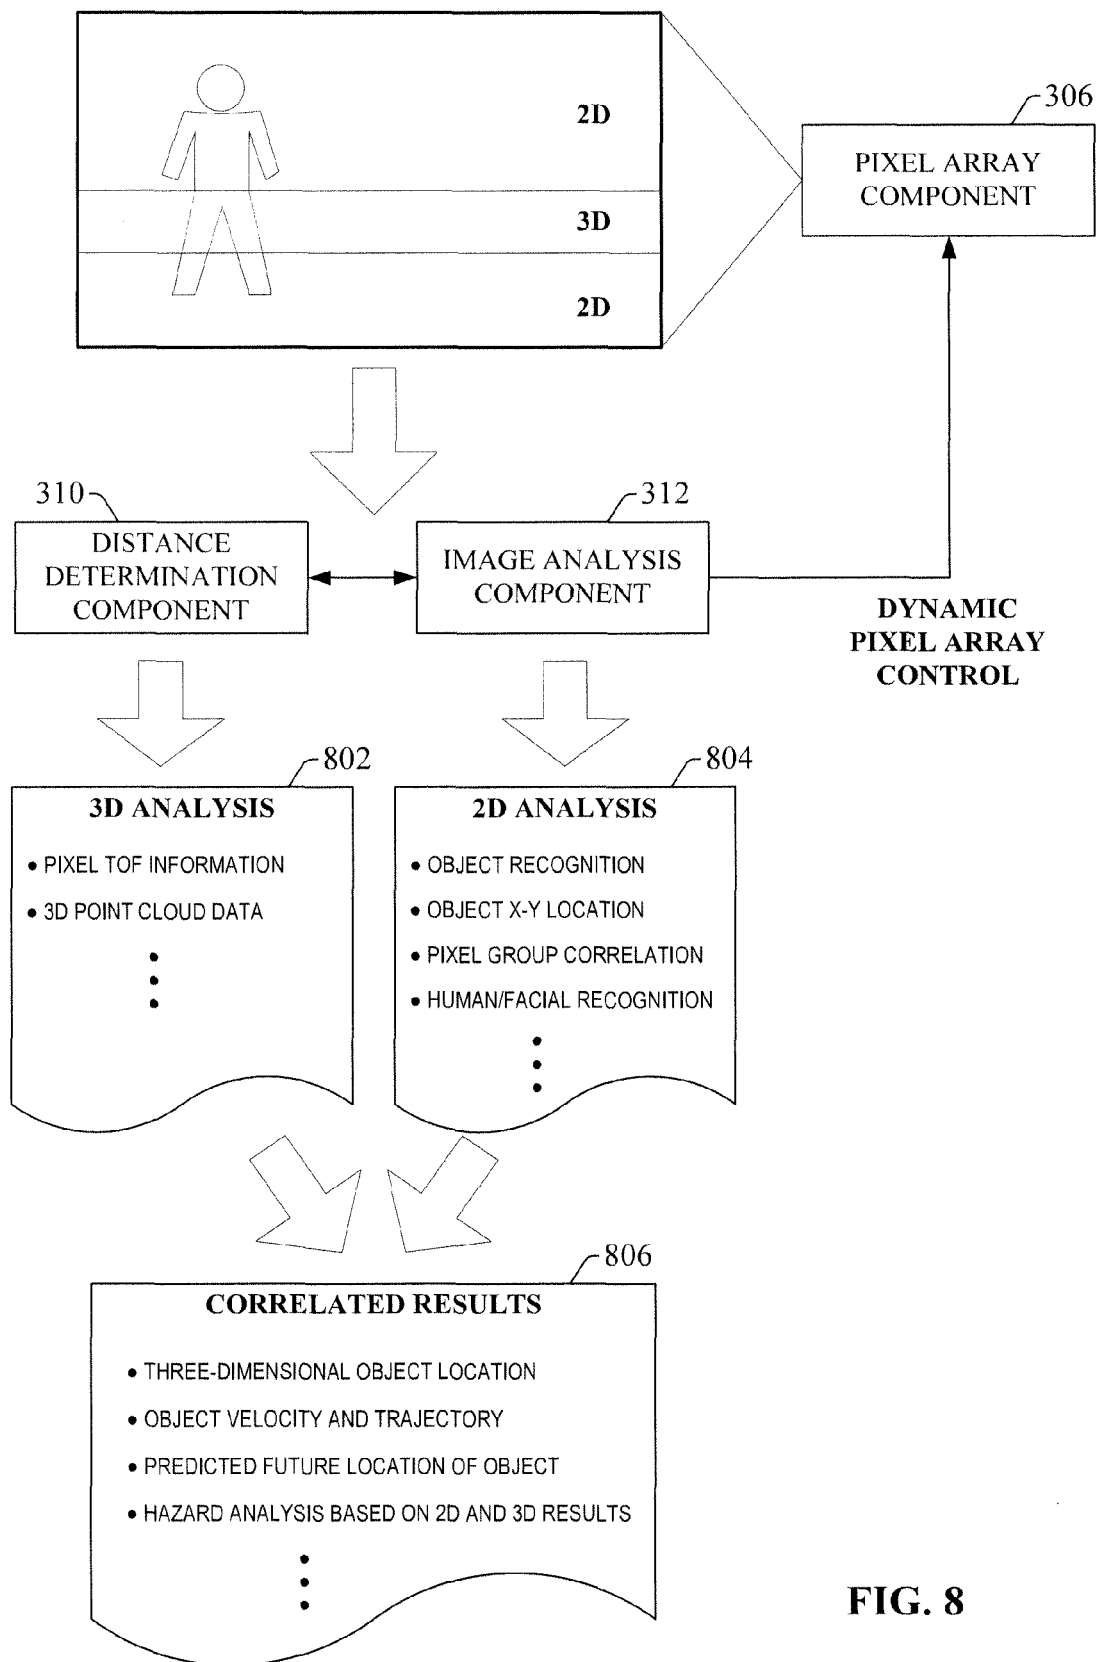 2D
306
PIXEL ARRAY
COMPONENT
3D
2D
310
DISTANCE
DETERMINATION
COMPONENT
312
IMAGE ANALYSIS
COMPONENT
DYNAMIC
PIXEL ARRAY
CONTROL
802
3D ANALYSIS
• PIXEL TOF INFORMATION
• 3D POINT CLOUD DATA
804
2D ANALYSIS
• OBJECT RECOGNITION
• OBJECT X-Y LOCATION
• PIXEL GROUP CORRELATION
• HUMAN/FACIAL RECOGNITION
806
CORRELATED RESULTS
• THREE-DIMENSIONAL OBJECT LOCATION
• OBJECT VELOCITY AND TRAJECTORY
• PREDICTED FUTURE LOCATION OF OBJECT
• HAZARD ANALYSIS BASED ON 2D AND 3D RESULTS
FIG. 8